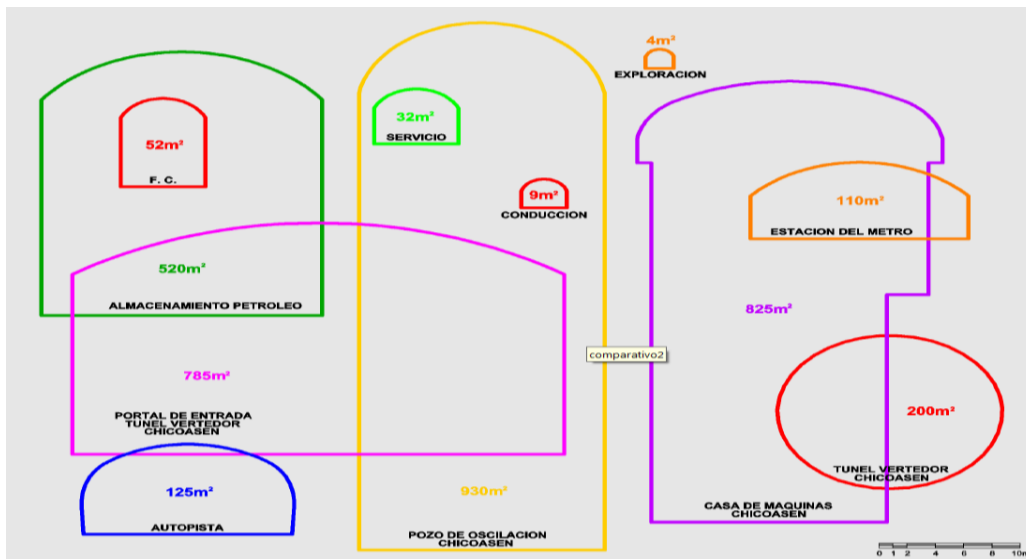 4m²
EXPLORACION
32m²
SERVICIO
52m²
F. C.
9m²
CONDUCCION
110m²
ESTACION DEL METRO
520m²
ALMACENAMIENTO PETROLEO
825m²
comparativo2
785m²
PORTAL DE ENTRADA
TUNEL VERTEDOR
CHICOASEN
200m²
TUNEL VERTEDOR
CHICOASEN
125m²
AUTOPISTA
930m²
POZO DE OSCILACION
CHICOASEN
CASA DE MAQUINAS
CHICOASEN
0 1 2 4 6 8 10m